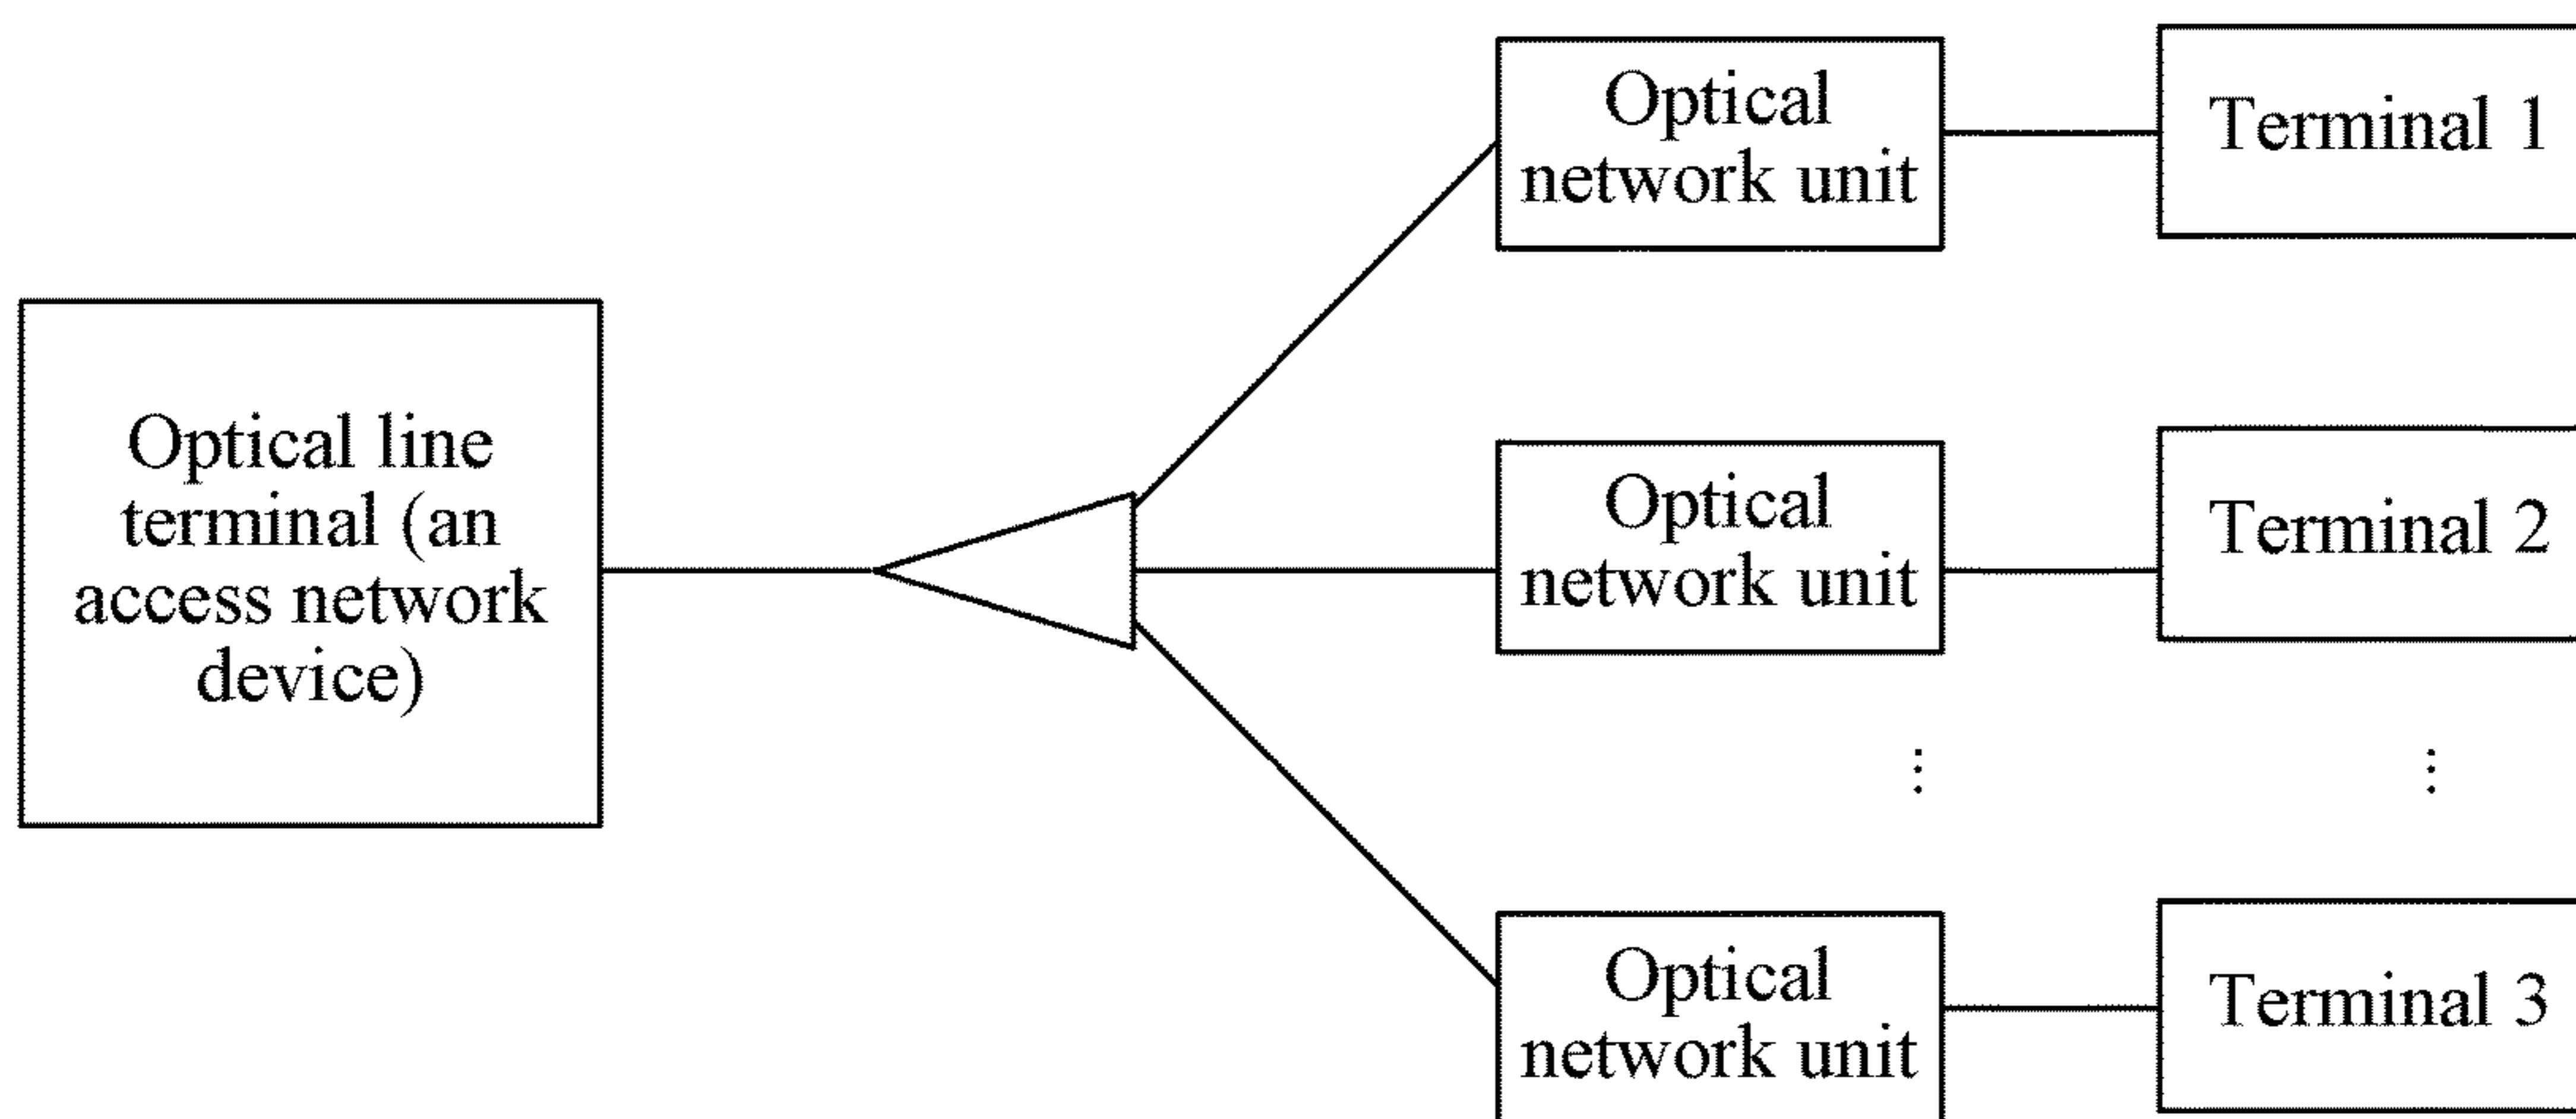 Optical line
terminal (an
access network
device)
Optical
network unit
Terminal 1
Optical
network unit
Terminal 2
Optical
network unit
Terminal 3